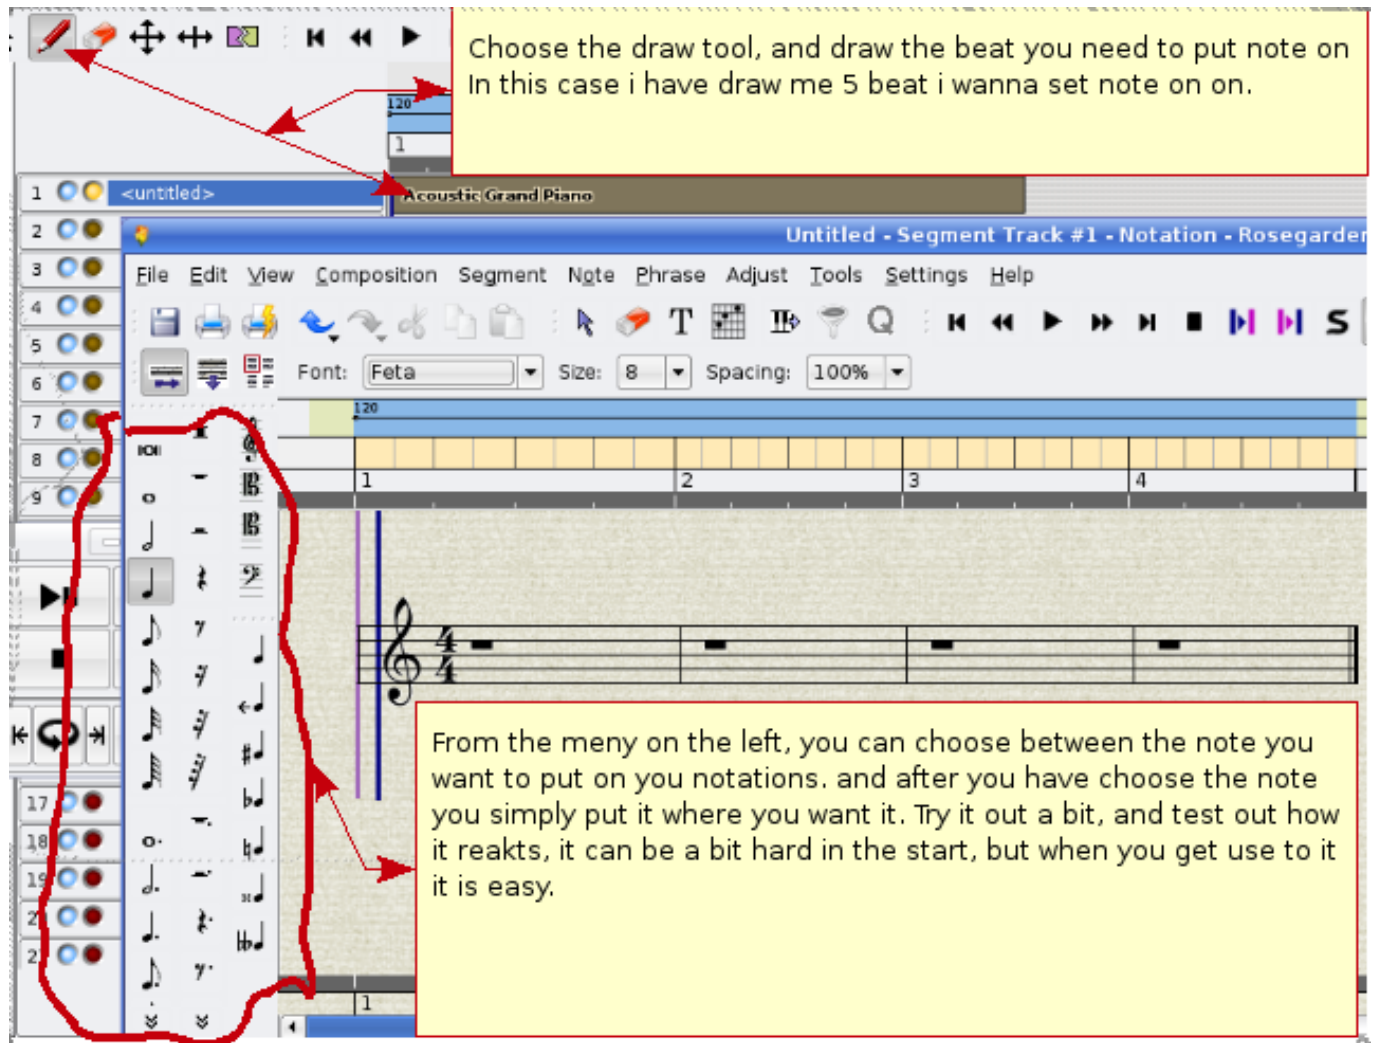 Choose the draw tool, and draw the beat you need to put note on
In this case i have draw me 5 beat i wanna set note on on.
120
1
1 <untitled>
Acoustic Grand Piano
2
Untitled - Segment Track #1 - Notation - Rosegarden
3
File Edit View Composition Segment Note Phrase Adjust Tools Settings Help
4
5
6
Font: Feta Size: 8 Spacing: 100%
7
120
8
9
1 2 3 4
From the meny on the left, you can choose between the note you
want to put on you notations. and after you have choose the note
you simply put it where you want it. Try it out a bit, and test out how
it reakts, it can be a bit hard in the start, but when you get use to it
it is easy.
17
18
19
1